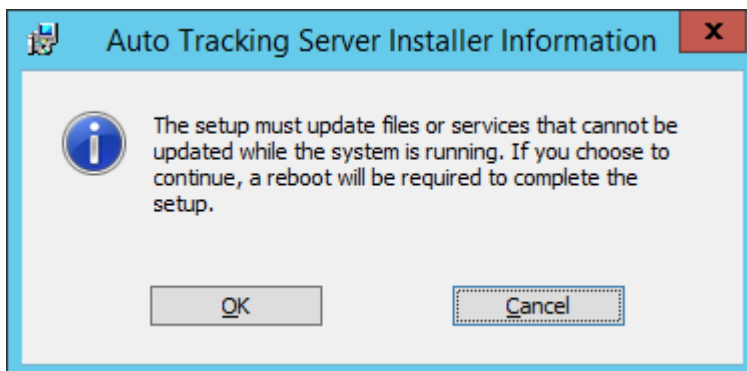 Auto Tracking Server Installer Information
x
The setup must update files or services that cannot be
updated while the system is running. If you choose to
continue, a reboot will be required to complete the
setup.
OK
Cancel